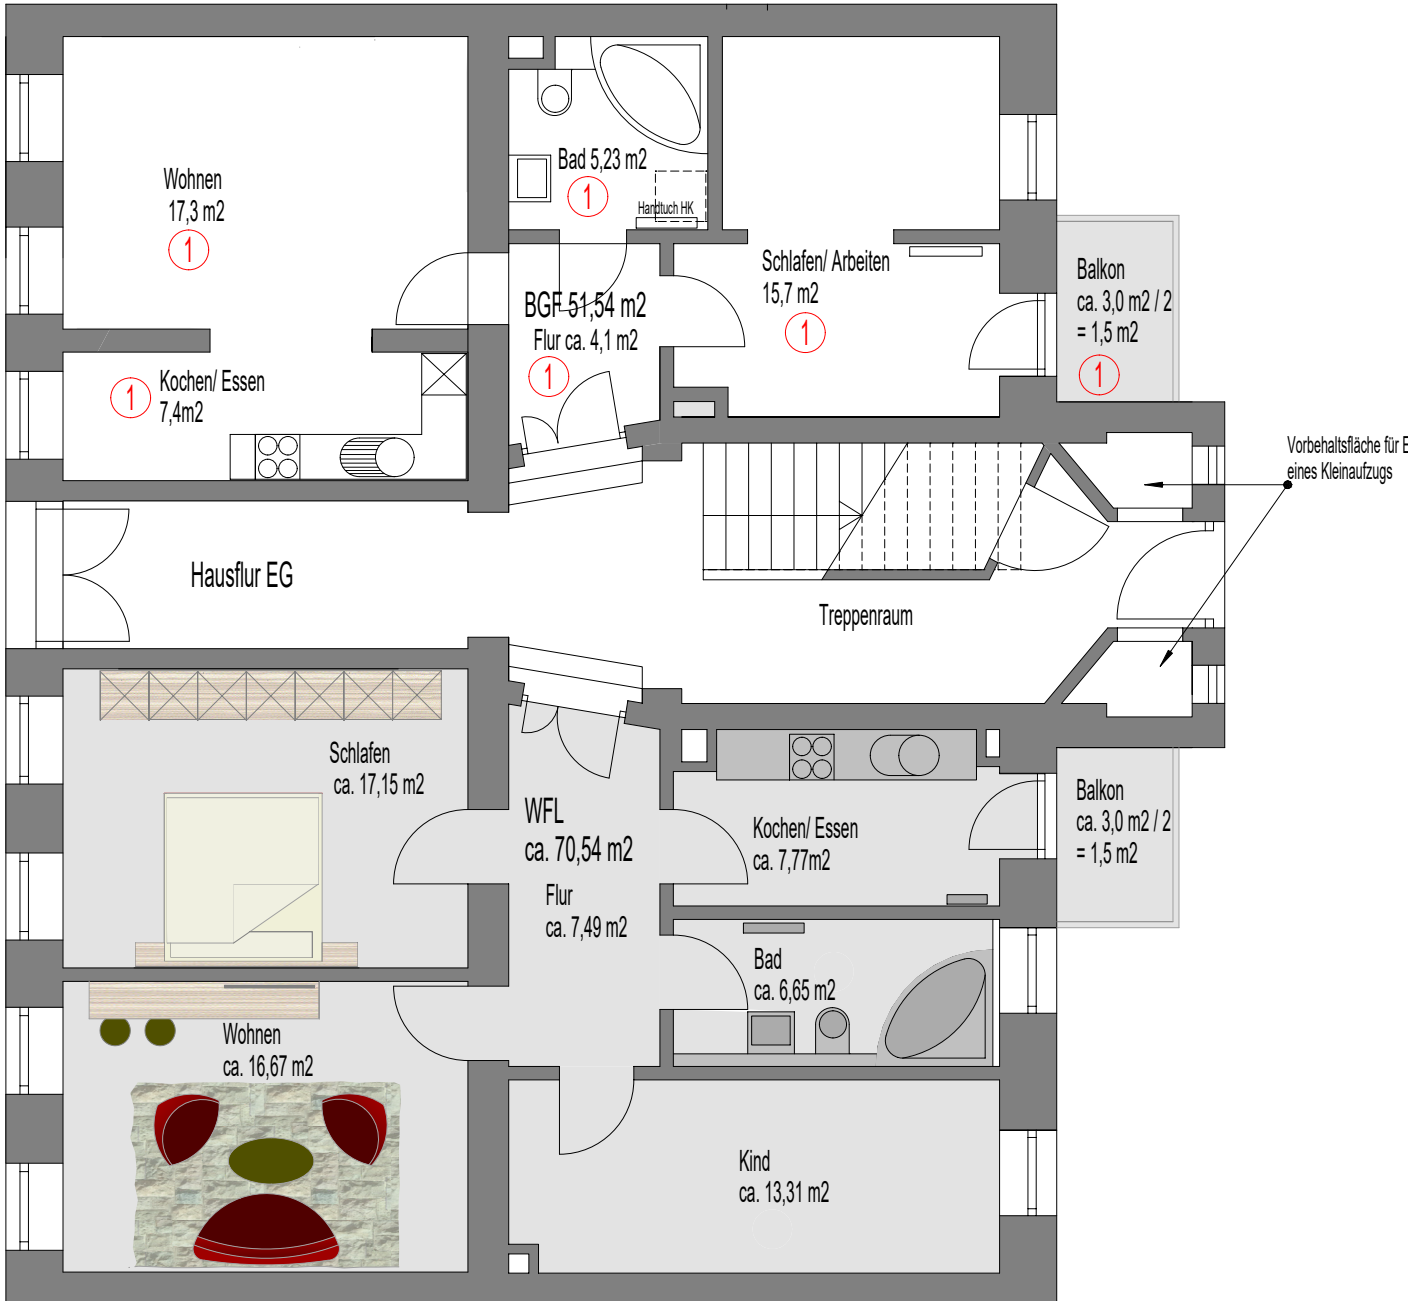 Wohnen
17,3 m2
1
Bad 5,23 m2
1
Handtuch HK
Schlafen/ Arbeiten
15,7 m2
1
Balkon
ca. 3,0 m2 / 2
= 1,5 m2
1
BGF 51,54 m2
Flur ca. 4,1 m2
1
1
Kochen/ Essen
7,4m2
Vorbehaltsfläche für E
eines Kleinaufzugs
Hausflur EG
Treppenraum
Schlafen
ca. 17,15 m2
WFL
ca. 70,54 m2
Flur
ca. 7,49 m2
Kochen/ Essen
ca. 7,77m2
Balkon
ca. 3,0 m2 / 2
= 1,5 m2
Bad
ca. 6,65 m2
Wohnen
ca. 16,67 m2
Kind
ca. 13,31 m2